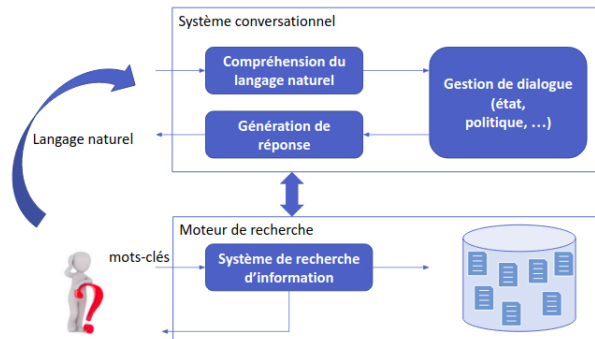 Système conversationnel
Compréhension du
langage naturel
Gestion de dialogue
(état,
politique, …)
Génération de
réponse
Langage naturel
Moteur de recherche
mots-clés
Système de recherche
d'information
?